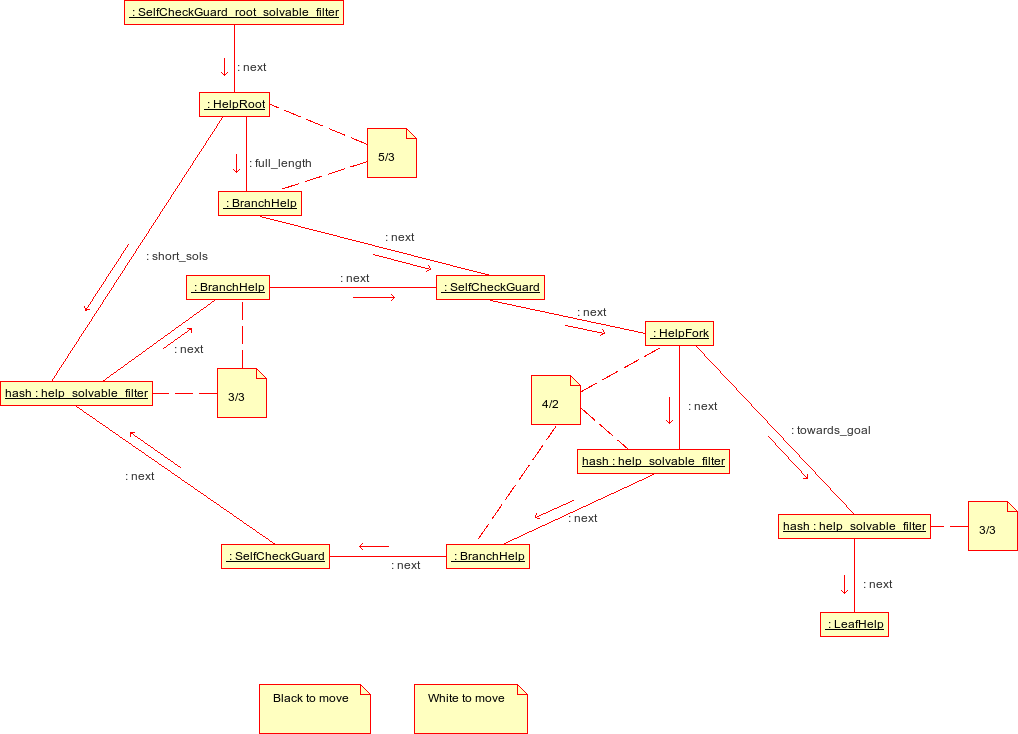 : SelfCheckGuard_root_solvable_filter
: next
: HelpRoot
5/3
: full_length
: BranchHelp
: next
: short_sols
: next
: BranchHelp
: SelfCheckGuard
: next
: HelpFork
: next
hash : help_solvable_filter
3/3
4/2
: next
: towards_goal
hash : help_solvable_filter
: next
: next
hash : help_solvable_filter
3/3
: SelfCheckGuard
: next
: BranchHelp
: next
: LeafHelp
Black to move
White to move